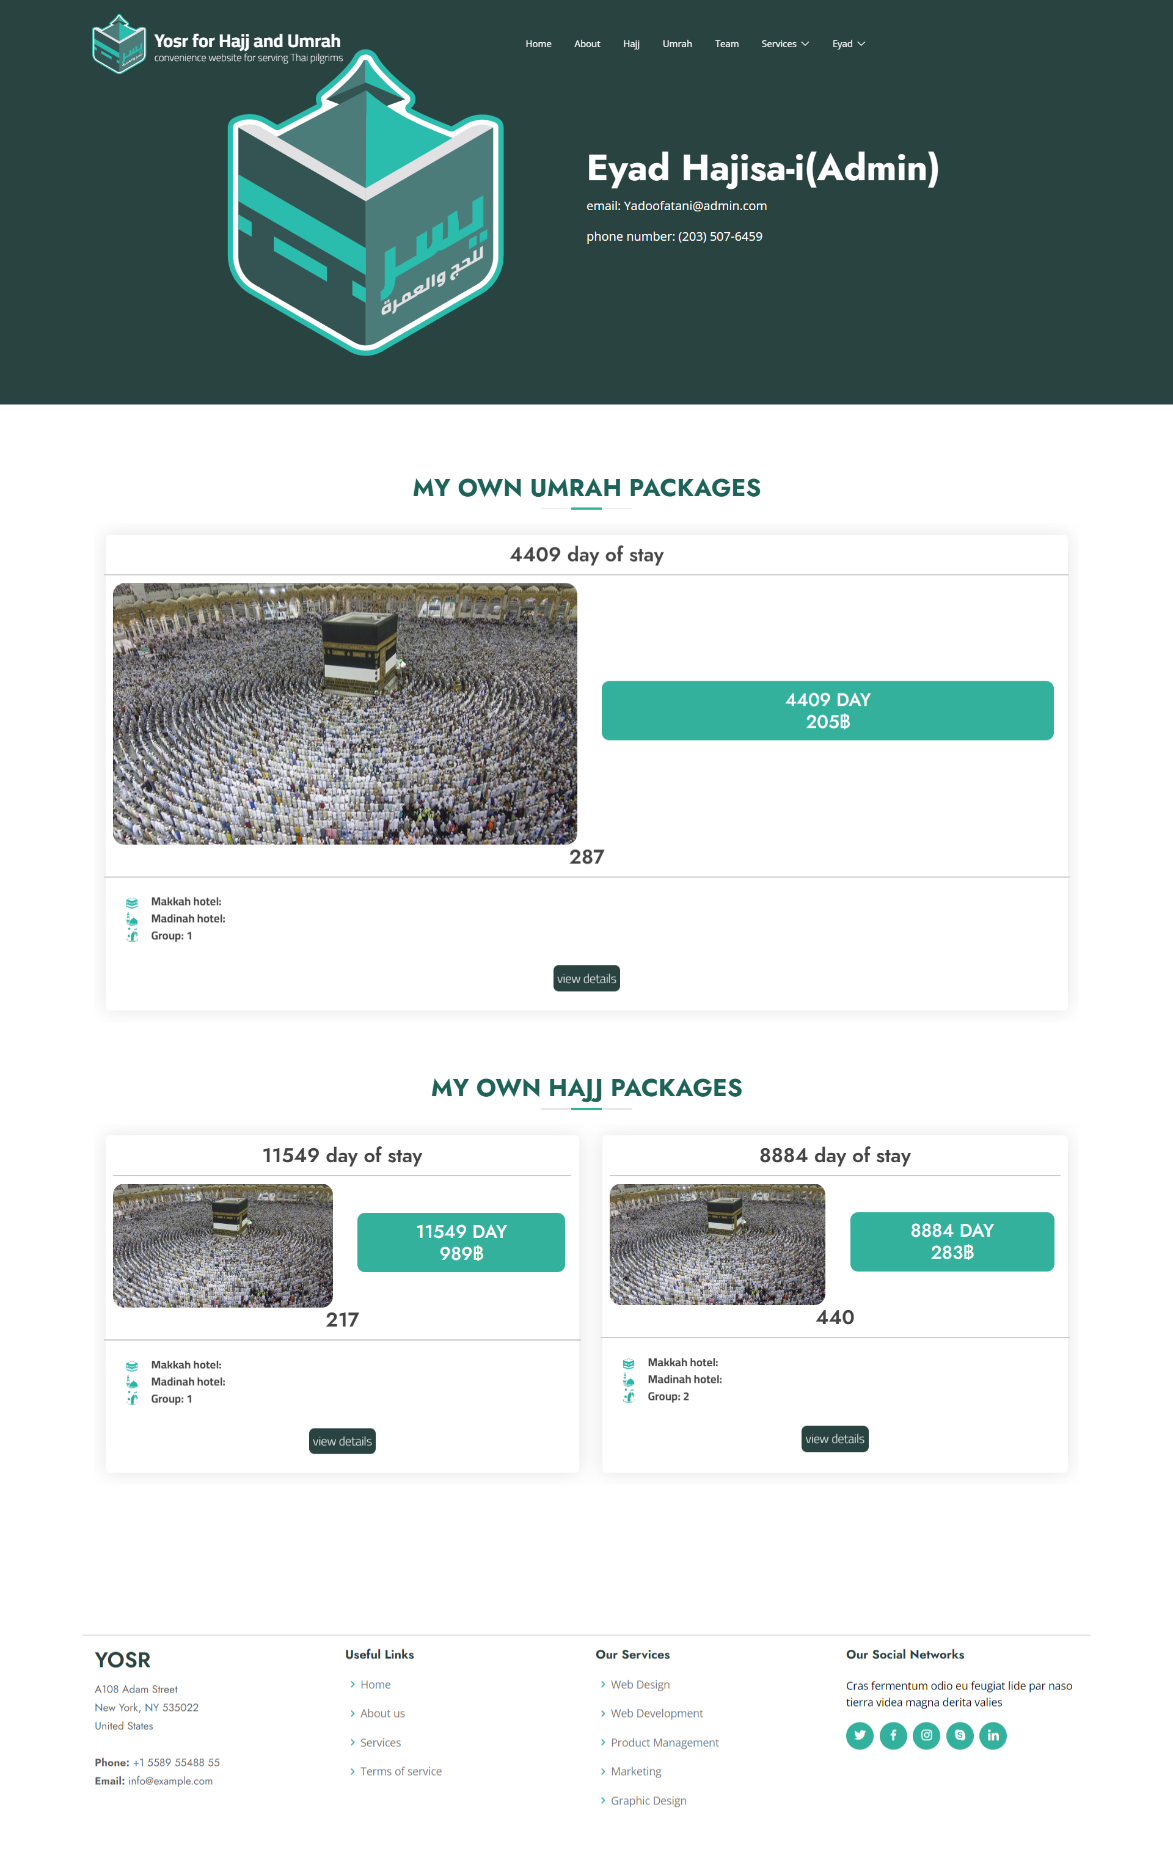 Yosr for Hajj and Umrah
convenience website for serving Thai pilgrims
Home About Hajj Umrah Team Services Eyad
يسر
للحج والعمرة
Eyad Hajisa-i(Admin)
email: Yadoofatani@admin.com
phone number: (203) 507-6459
MY OWN UMRAH PACKAGES
4409 day of stay
4409 DAY
205฿
287
Makkah hotel:
Madinah hotel:
Group: 1
view details
MY OWN HAJJ PACKAGES
11549 day of stay
11549 DAY
989฿
217
Makkah hotel:
Madinah hotel:
Group: 1
view details
8884 day of stay
8884 DAY
283฿
440
Makkah hotel:
Madinah hotel:
Group: 2
view details
YOSR
A108 Adam Street
New York, NY 535022
United States
Phone: +1 5589 55488 55
Email: info@example.com
Useful Links
Home
About us
Services
Terms of service
Our Services
Web Design
Web Development
Product Management
Marketing
Graphic Design
Our Social Networks
Cras fermentum odio eu feugiat lide par naso
tierra videa magna derita valies